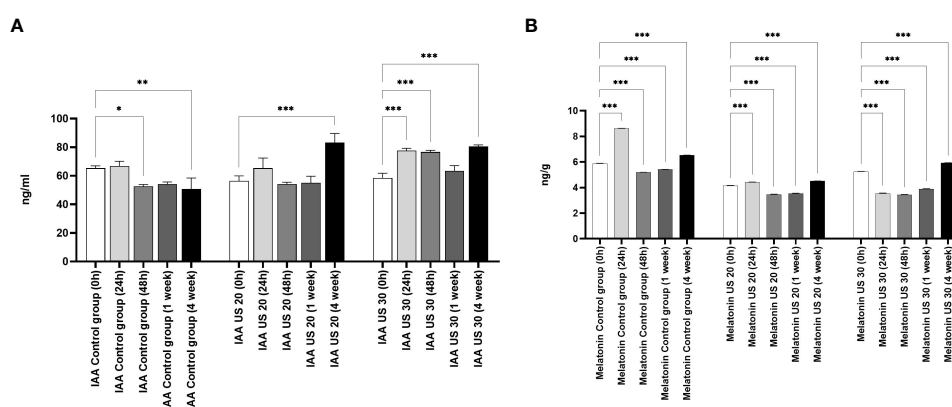 A
***
**
***
***
*
***
***
100
80
60
40
20
0
ng/ml
IAA Control group (0h)
IAA Control group (24h)
IAA Control group (48h)
AA Control group (1 week)
AA Control group (4 week)
IAA US 20 (0h)
IAA US 20 (24h)
IAA US 20 (48h)
IAA US 20 (1 week)
IAA US 20 (4 week)
IAA US 30 (0h)
IAA US 30 (24h)
IAA US 30 (48h)
IAA US 30 (1 week)
IAA US 30 (4 week)
B
***
***
***
***
***
***
***
***
***
***
***
***
10
8
6
4
2
0
ng/g
Melatonin Control group (0h)
Melatonin Control group (24h)
Melatonin Control group (48h)
Melatonin Control group (1 week)
Melatonin Control group (4 week)
Melatonin US 20 (0h)
Melatonin US 20 (24h)
Melatonin US 20 (48h)
Melatonin US 20 (1 week)
Melatonin US 20 (4 week)
Melatonin US 30 (0h)
Melatonin US 30 (24h)
Melatonin US 30 (48h)
Melatonin US 30 (1 week)
Melatonin US 30 (4 week)